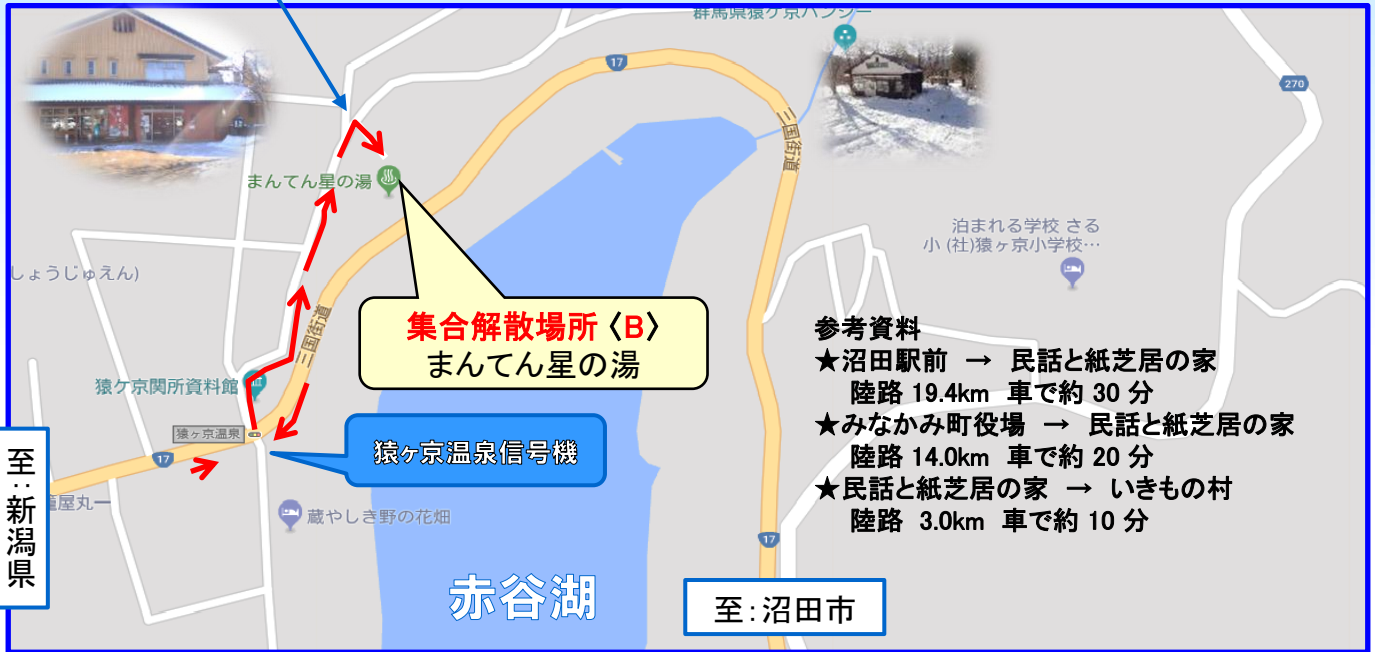 群馬県猿ケ京バンジー
17
270
三国街道
まんてん星の湯
泊まれる学校 さる
小 (社)猿ヶ京小学校…
しょうじゅえん)
集合解散場所〈B〉
まんてん星の湯
三国街道
参考資料
★沼田駅前 → 民話と紙芝居の家
陸路 19.4km 車で約 30 分
★みなかみ町役場 → 民話と紙芝居の家
陸路 14.0km 車で約 20 分
★民話と紙芝居の家 → いきもの村
陸路 3.0km 車で約 10 分
猿ケ京関所資料館
猿ヶ京温泉
猿ヶ京温泉信号機
17
至:新潟県
屋丸一
蔵やしき野の花畑
17
赤谷湖
至:沼田市